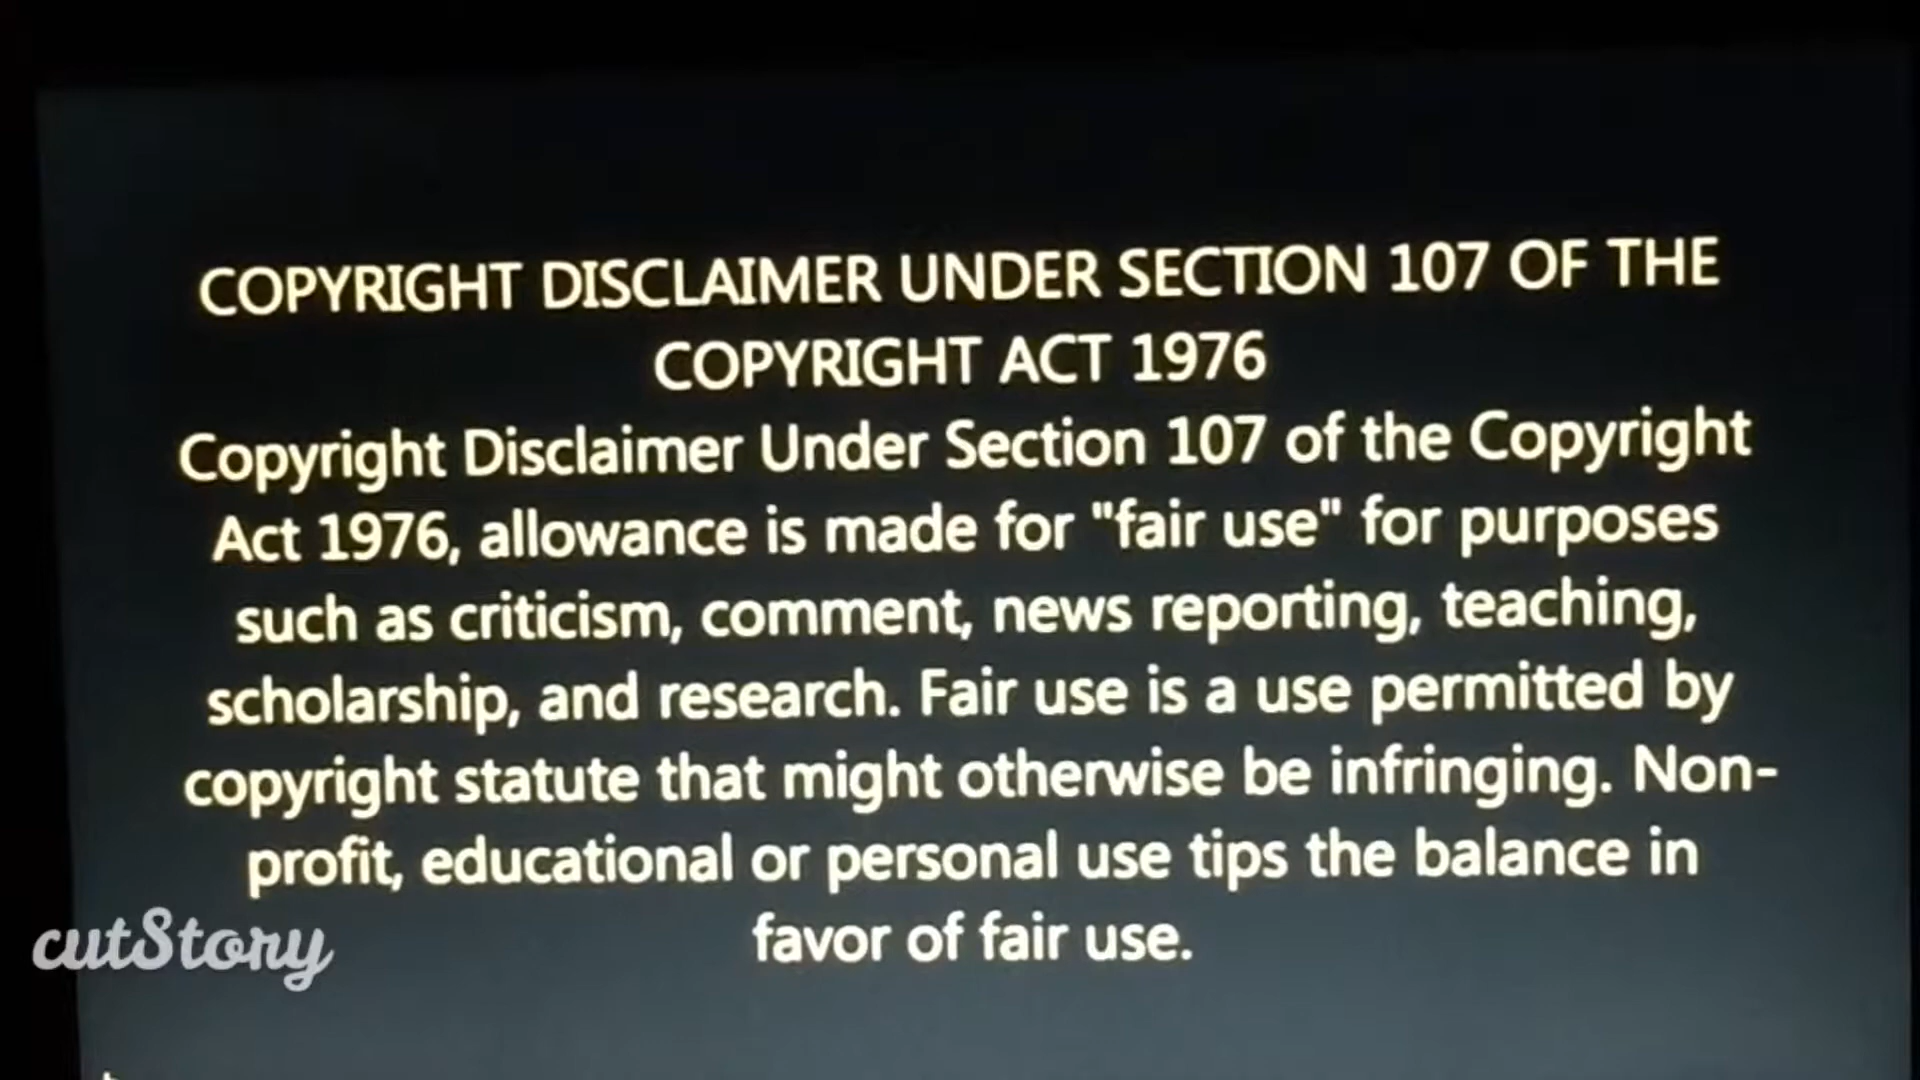 COPYRIGHT DISCLAIMER UNDER SECTION 107 OF THE
COPYRIGHT ACT 1976
Copyright Disclaimer Under Section 107 of the Copyright
Act 1976, allowance is made for "fair use" for purposes
such as criticism, comment, news reporting, teaching,
scholarship, and research. Fair use is a use permitted by
copyright statute that might otherwise be infringing. Non-
profit, educational or personal use tips the balance in
favor of fair use.
cutStory